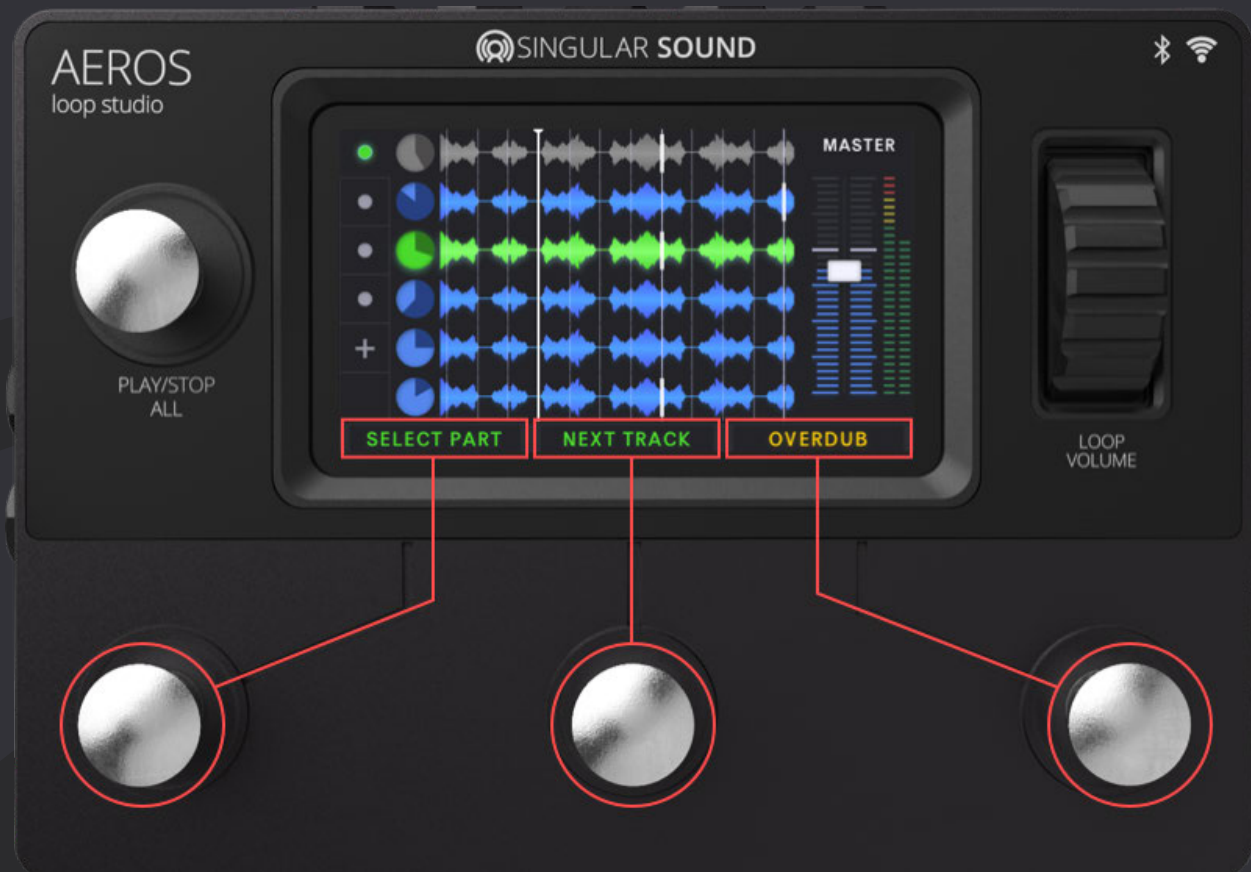 AEROS
loop studio
SINGULAR SOUND
MASTER
PLAY/STOP
ALL
SELECT PART
NEXT TRACK
OVERDUB
LOOP
VOLUME